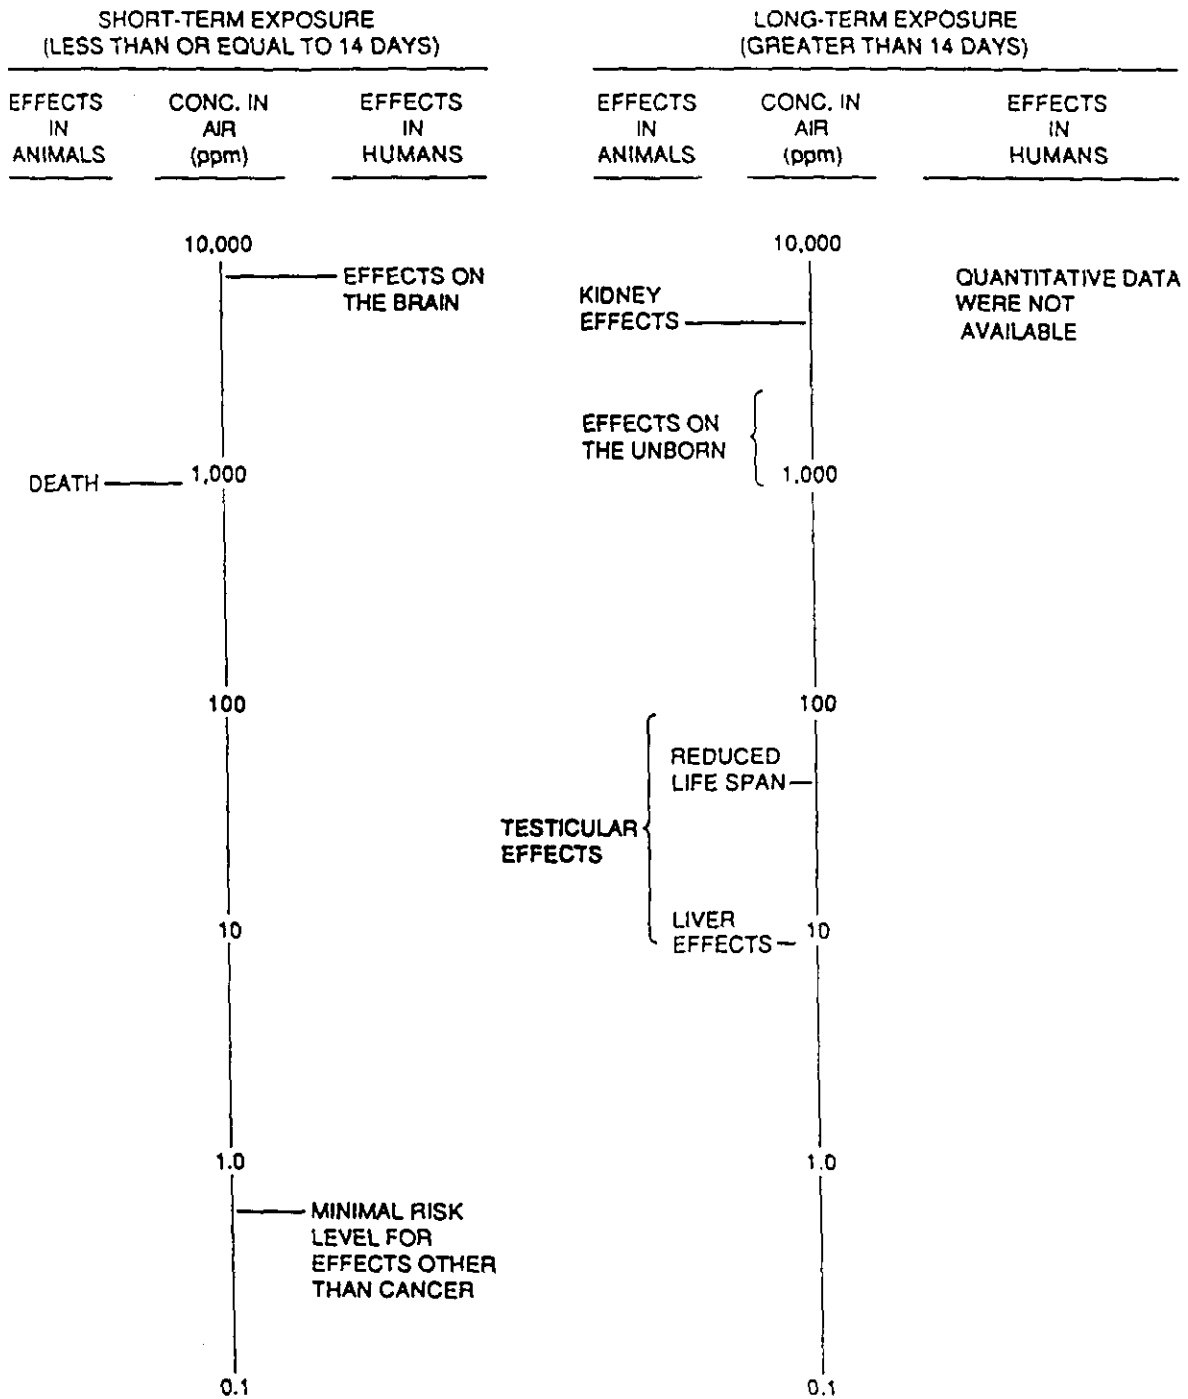 SHORT-TERM EXPOSURE
(LESS THAN OR EQUAL TO 14 DAYS)
EFFECTS
IN
ANIMALS
CONC. IN
AIR
(ppm)
EFFECTS
IN
HUMANS
10,000
EFFECTS ON
THE BRAIN
1,000
DEATH
100
10
1.0
MINIMAL RISK
LEVEL FOR
EFFECTS OTHER
THAN CANCER
0.1
LONG-TERM EXPOSURE
(GREATER THAN 14 DAYS)
EFFECTS
IN
ANIMALS
CONC. IN
AIR
(ppm)
EFFECTS
IN
HUMANS
10,000
QUANTITATIVE DATA
WERE NOT
AVAILABLE
KIDNEY
EFFECTS
EFFECTS ON
THE UNBORN
1,000
100
REDUCED
LIFE SPAN
TESTICULAR
EFFECTS
LIVER
EFFECTS
10
1.0
0.1